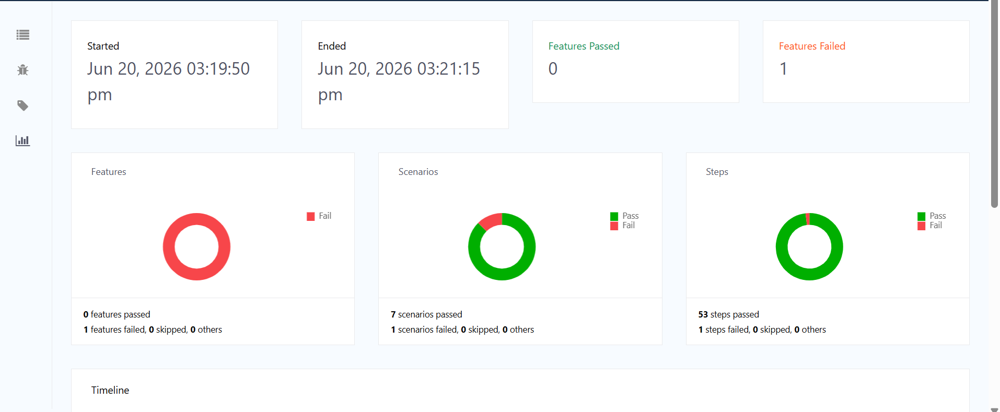 Started
Jun 20, 2026 03:19:50
pm
Ended
Jun 20, 2026 03:21:15
pm
Features Passed
0
Features Failed
1
Features
Fail
0 features passed
1 features failed, 0 skipped, 0 others
Scenarios
Pass
Fail
7 scenarios passed
1 scenarios failed, 0 skipped, 0 others
Steps
Pass
Fail
53 steps passed
1 steps failed, 0 skipped, 0 others
Timeline